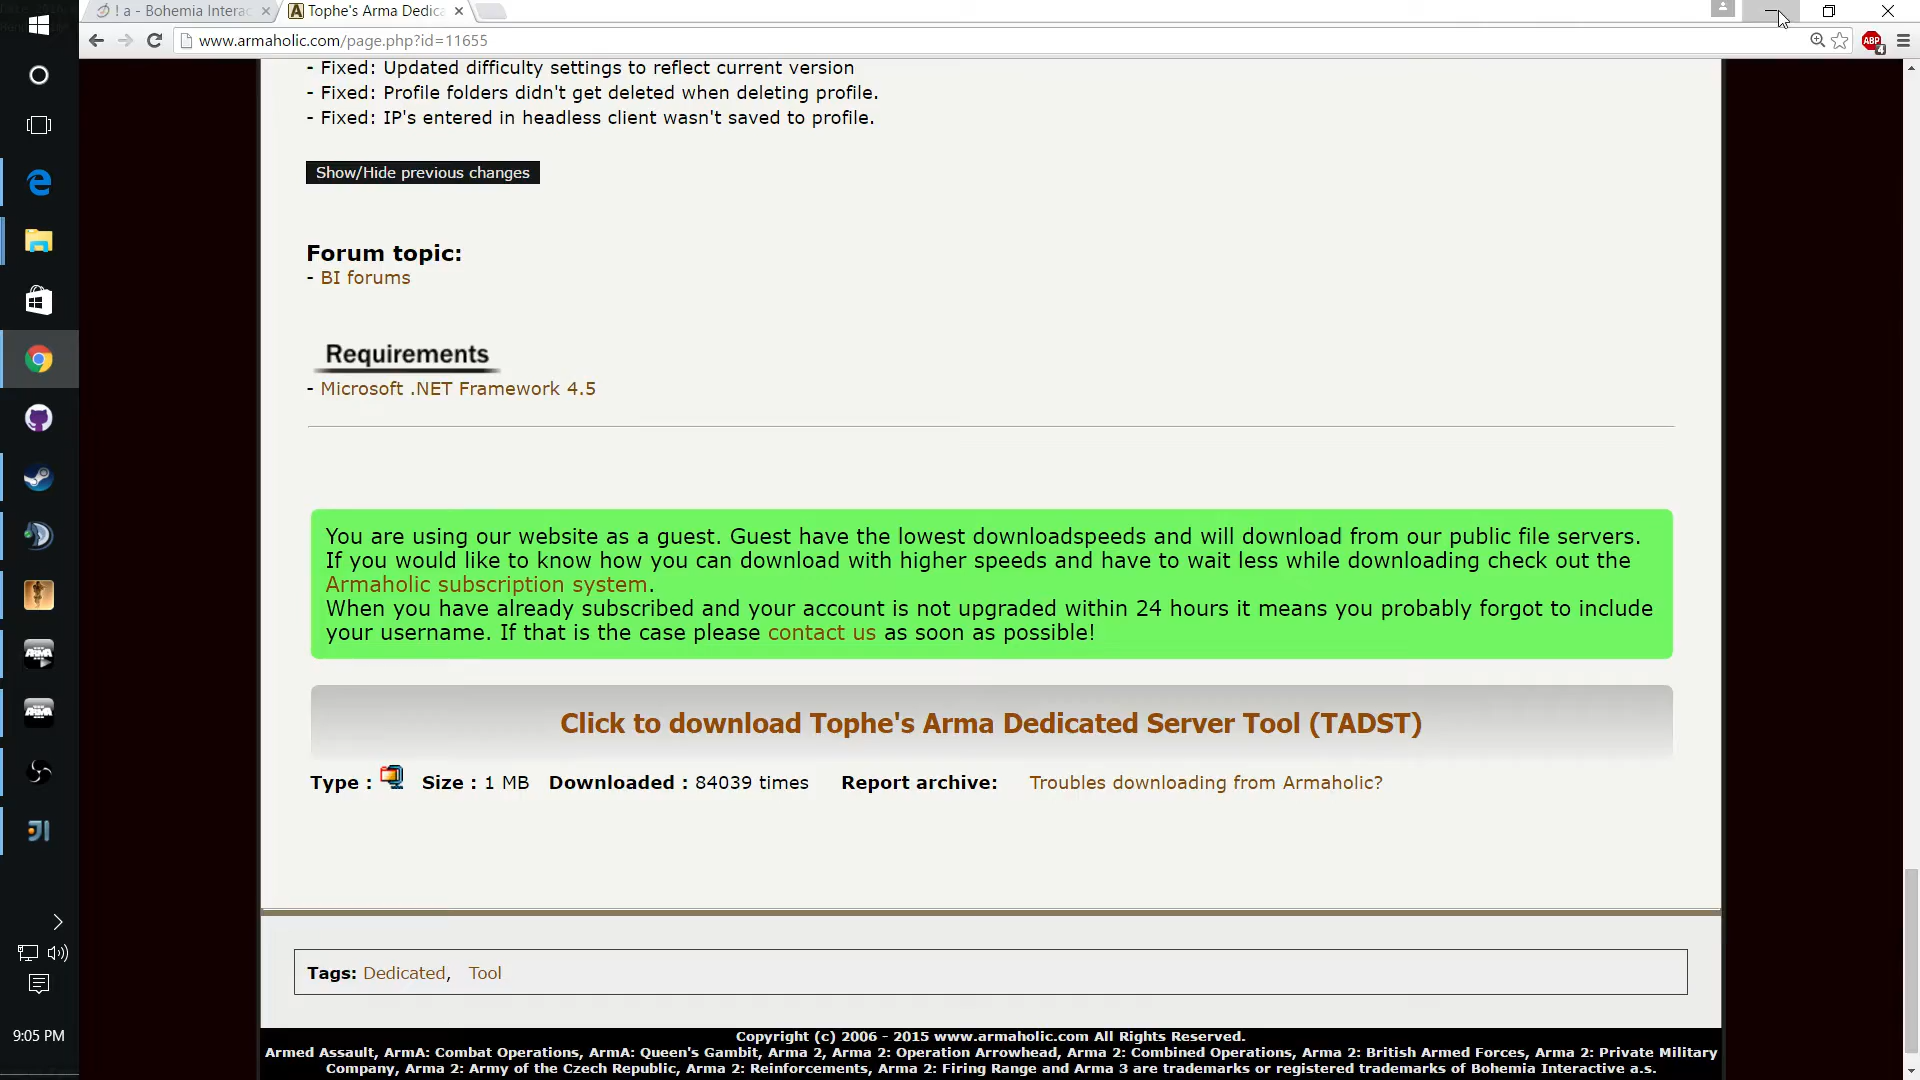 ! a - Bohemia Interac
Tophe's Arma Dedica
www.armaholic.com/page.php?id=11655
ABP
4
- Fixed: Updated difficulty settings to reflect current version
- Fixed: Profile folders didn't get deleted when deleting profile.
- Fixed: IP's entered in headless client wasn't saved to profile.
Show/Hide previous changes
Forum topic:
- BI forums
Requirements
- Microsoft .NET Framework 4.5
You are using our website as a guest. Guest have the lowest downloadspeeds and will download from our public file servers.
If you would like to know how you can download with higher speeds and have to wait less while downloading check out the
Armaholic subscription system.
When you have already subscribed and your account is not upgraded within 24 hours it means you probably forgot to include
your username. If that is the case please contact us as soon as possible!
Click to download Tophe's Arma Dedicated Server Tool (TADST)
Type : Size : 1 MB Downloaded : 84039 times Report archive: Troubles downloading from Armaholic?
Tags: Dedicated, Tool
Copyright (c) 2006 - 2015 www.armaholic.com All Rights Reserved.
Armed Assault, ArmA: Combat Operations, ArmA: Queen's Gambit, Arma 2, Arma 2: Operation Arrowhead, Arma 2: Combined Operations, Arma 2: British Armed Forces, Arma 2: Private Military
Company, Arma 2: Army of the Czech Republic, Arma 2: Reinforcements, Arma 2: Firing Range and Arma 3 are trademarks or registered trademarks of Bohemia Interactive a.s.
ARMA
ARMA
9:05 PM